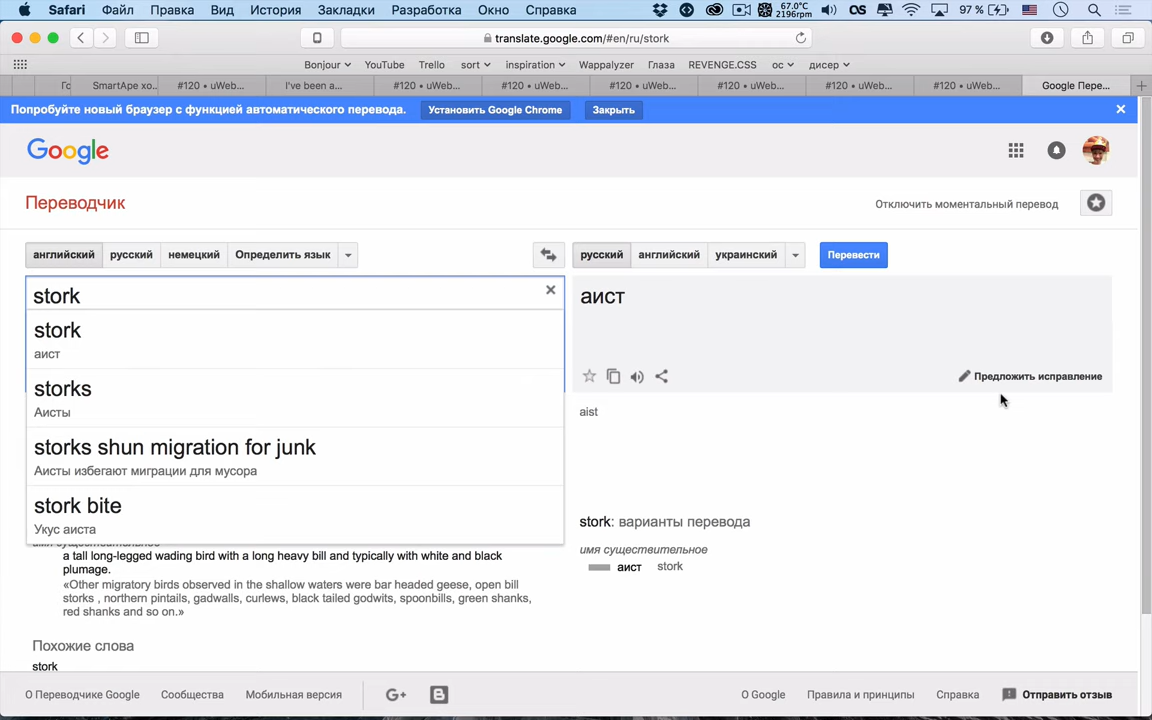 Safari Файл Правка Вид История Закладки Разработка Окно Справка 67.0°C 2196rpm 97 %
translate.google.com/#en/ru/stork
Bonjour YouTube Trello sort inspiration Wappalyzer Глаза REVENGE.CSS ос дисер
Гс SmartApe хо... #120 • uWeb... I've been a... #120 • uWeb... #120 • uWeb... #120 • uWeb... #120 • uWeb... #120 • uWeb... #120 • uWeb... Google Пере...
Попробуйте новый браузер с функцией автоматического перевода. Установить Google Chrome Закрыть
Google
Переводчик Отключить моментальный перевод
английский русский немецкий Определить язык русский английский украинский Перевести
stork аист
stork
аист
Предложить исправление
storks
Аисты aist
storks shun migration for junk
Аисты избегают миграции для мусора
stork bite
Укус аиста
stork: варианты перевода
имя существительное
аист stork
имя существительное
a tall long-legged wading bird with a long heavy bill and typically with white and black
plumage.
«Other migratory birds observed in the shallow waters were bar headed geese, open bill
storks , northern pintails, gadwalls, curlews, black tailed godwits, spoonbills, green shanks,
red shanks and so on.»
Похожие слова
stork
О Переводчике Google Сообщества Мобильная версия G+ B О Google Правила и принципы Справка Отправить отзыв